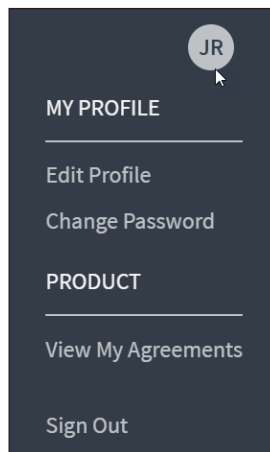 JR
MY PROFILE
Edit Profile
Change Password
PRODUCT
View My Agreements
Sign Out